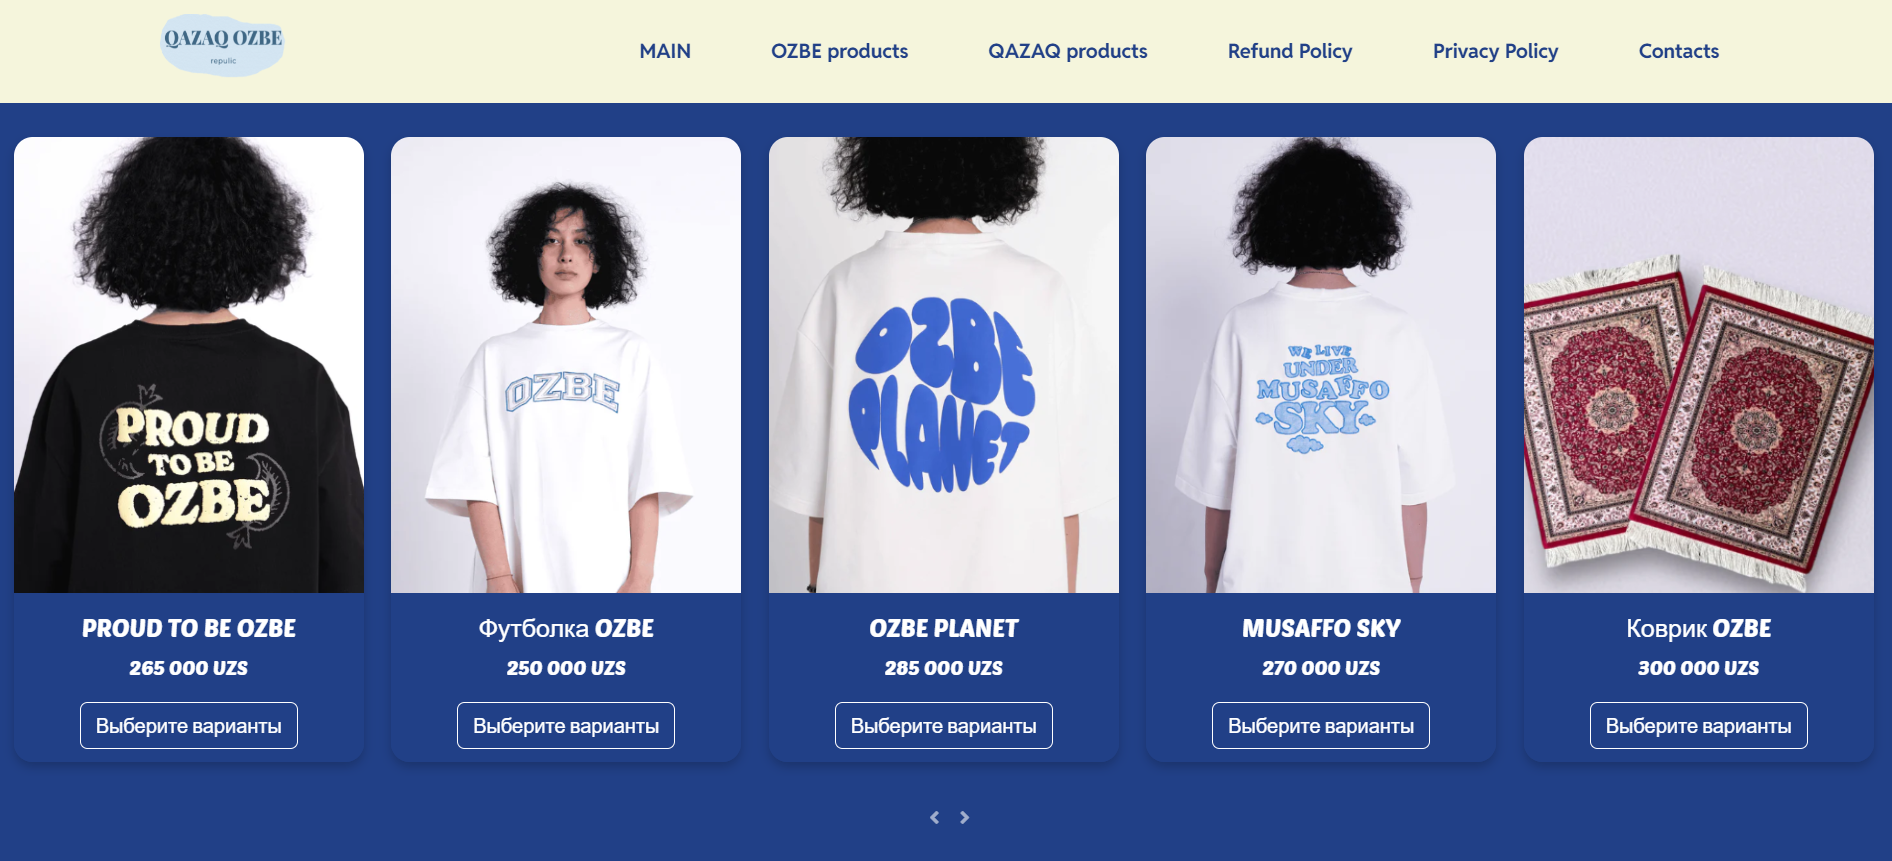 QAZAQ OZBE
repulic
MAIN
OZBE products
QAZAQ products
Refund Policy
Privacy Policy
Contacts
PROUD
TO BE
OZBE
OZBE
OZBE
PLANET
WE LIVE
UNDER
MUSAFFO
SKY
PROUD TO BE OZBE
265 000 UZS
Выберите варианты
Футболка OZBE
250 000 UZS
Выберите варианты
OZBE PLANET
285 000 UZS
Выберите варианты
MUSAFFO SKY
270 000 UZS
Выберите варианты
Коврик OZBE
300 000 UZS
Выберите варианты